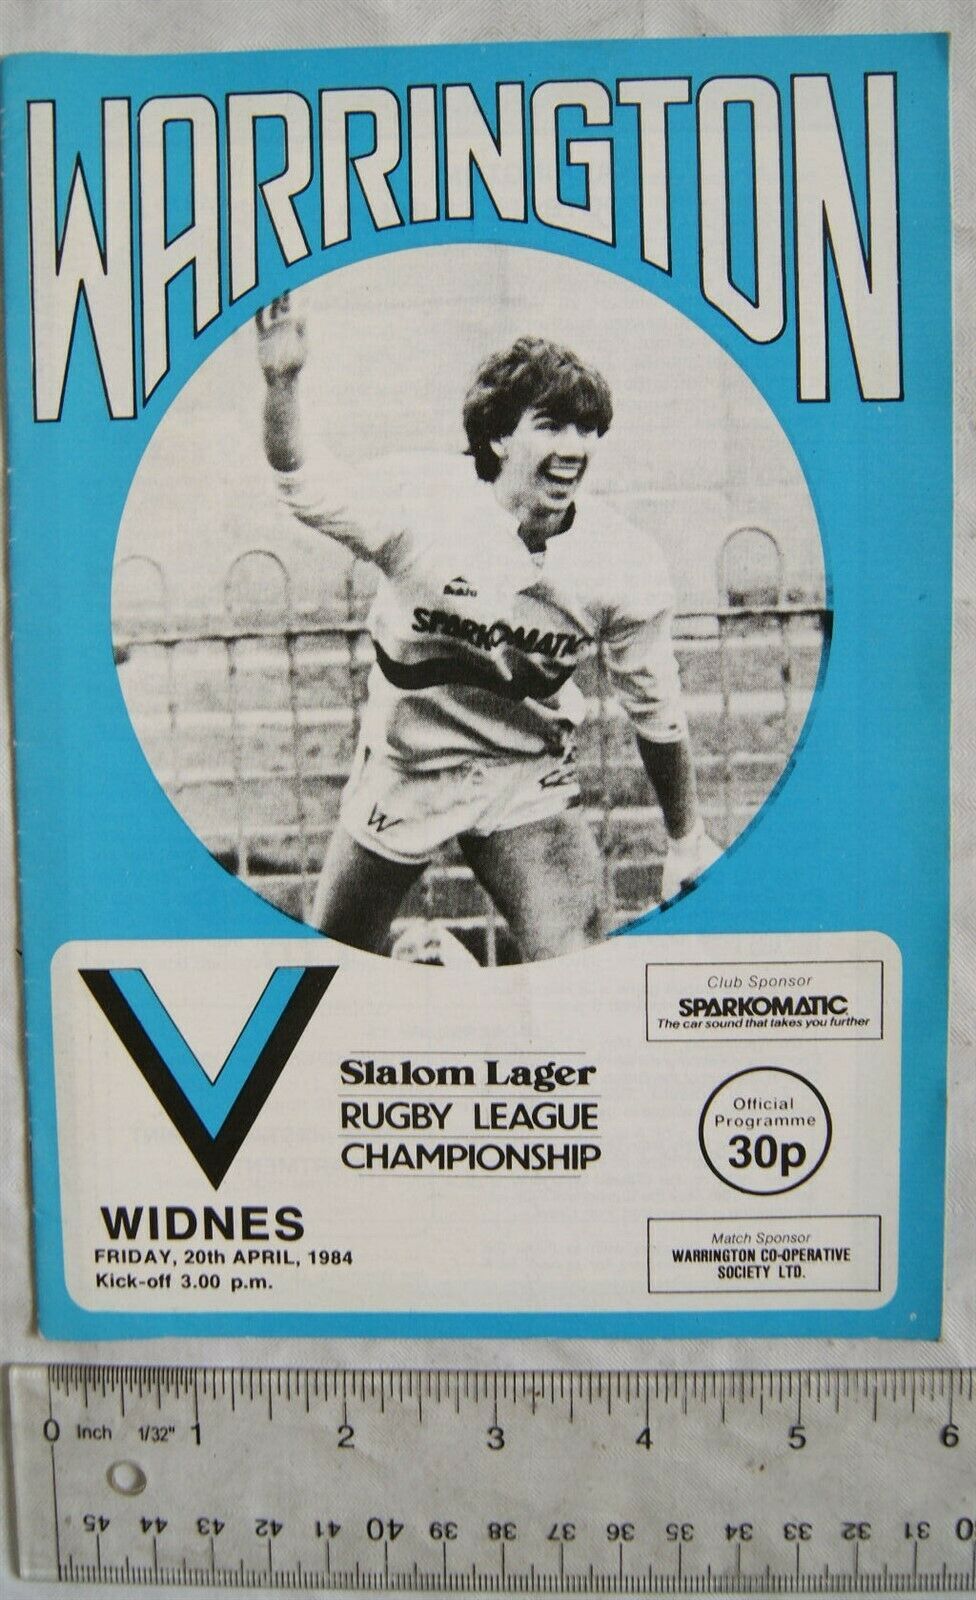 WARRINGTON
SPARKOMATIC
W
V
WIDNES
FRIDAY, 20th APRIL, 1984
Kick-off 3.00 p.m.
Slalom Lager
RUGBY LEAGUE
CHAMPIONSHIP
Club Sponsor
SPARKOMATIC
The car sound that takes you further
Official
Programme
30p
Match Sponsor
WARRINGTON CO-OPERATIVE
SOCIETY LTD.
0 Inch 1/32" 1 2 3 4 5 6
45 44 43 42 41 40 39 38 37 36 35 34 33 32 31 30